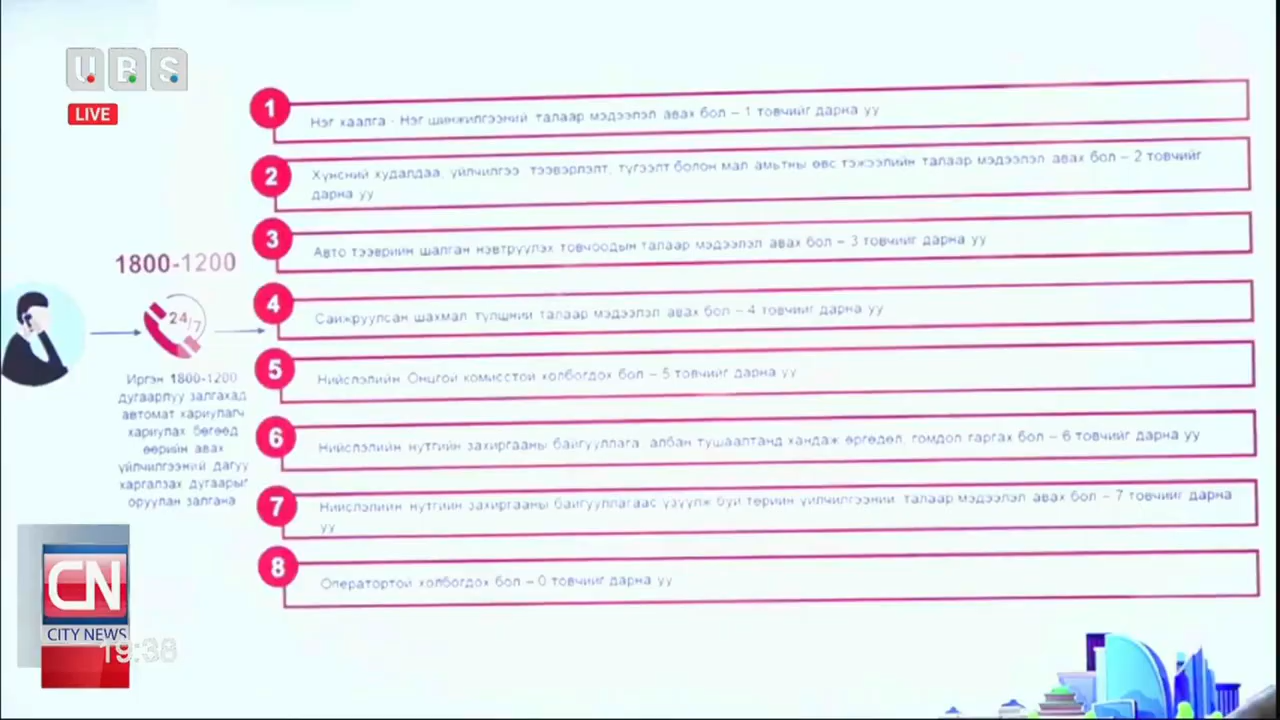 UBS
LIVE
1
Нэг хаалга - Нэг шинжилгээний талаар мэдээлэл авах бол – 1 товчийг дарна уу
2
Хүнсний худалдаа, үйлчилгээ тээвэрлэлт, түгээлт болон мал амьтны өвс тэжээлийн талаар мэдээлэл авах бол – 2 товчийг
дарна уу
3
Авто тээврийн шалган нэвтрүүлэх товчоодын талаар мэдээлэл авах бол – 3 товчийг дарна уу
4
Сайжруулсан шахмал түлшний талаар мэдээлэл авах бол – 4 товчийг дарна уу
5
Нийслэлийн Онцгой комисстой холбогдох бол – 5 товчийг дарна уу
6
Нийслэлийн нутгийн захиргааны байгууллага, албан тушаалтанд хандаж өргөдөл, гомдол гаргах бол – 6 товчийг дарна уу
7
Нийслэлийн нутгийн захиргааны байгууллагаас үзүүлж буй төрийн үйлчилгээний талаар мэдээлэл авах бол – 7 товчийг дарна
уу
8
Оператортой холбогдох бол – 0 товчийг дарна уу
1800-1200
24/7
Иргэн 1800-1200
дугаарлуу залгахад
автомат хариулагч
хариулах бөгөөд
өөрийн авах
үйлчилгээний дагуу
харгалзах дугаарыг
оруулан залгана
CN
CITY NEWS
19:38